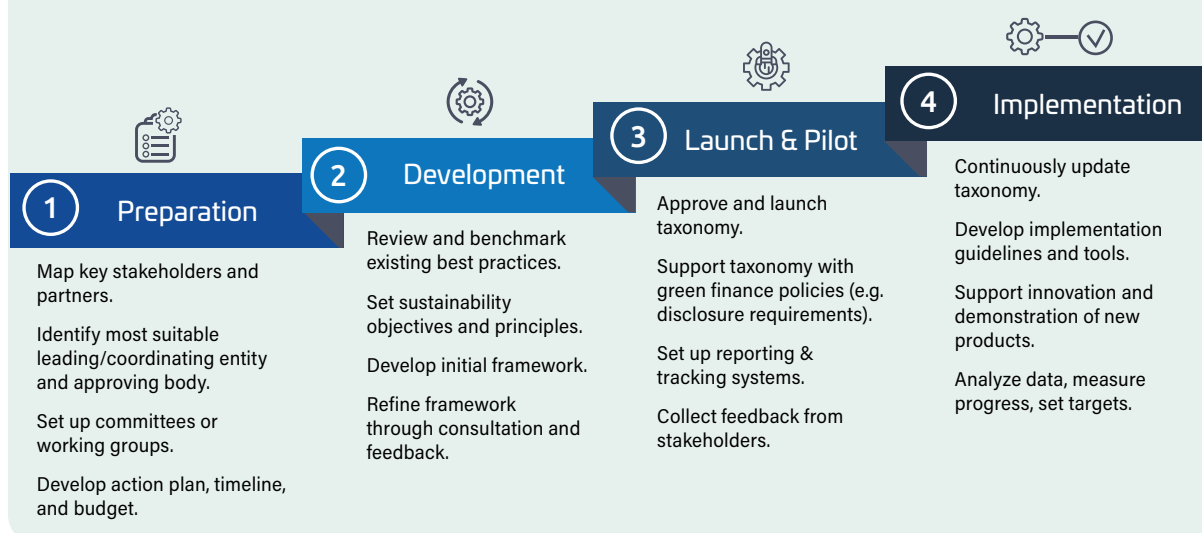 1
Preparation
Map key stakeholders and
partners.
Identify most suitable
leading/coordinating entity
and approving body.
Set up committees or
working groups.
Develop action plan, timeline,
and budget.
2
Development
Review and benchmark
existing best practices.
Set sustainability
objectives and principles.
Develop initial framework.
Refine framework
through consultation and
feedback.
3
Launch & Pilot
Approve and launch
taxonomy.
Support taxonomy with
green finance policies (e.g.
disclosure requirements).
Set up reporting &
tracking systems.
Collect feedback from
stakeholders.
4
Implementation
Continuously update
taxonomy.
Develop implementation
guidelines and tools.
Support innovation and
demonstration of new
products.
Analyze data, measure
progress, set targets.